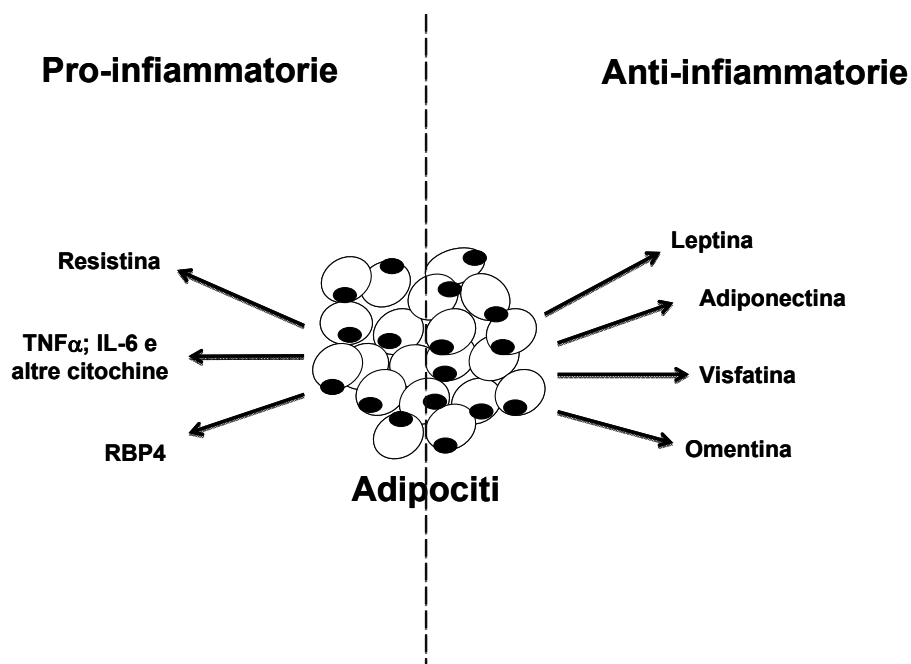 Pro-infiammatorie
Anti-infiammatorie
Resistina
TNFα; IL-6 e
altre citochine
RBP4
Leptina
Adiponectina
Visfatina
Omentina
Adipociti